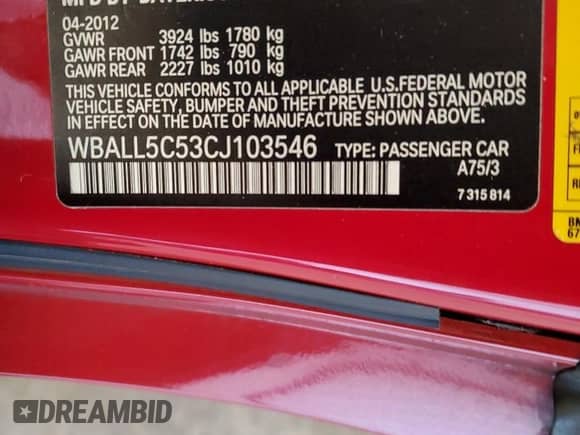 04-2012
GVWR 3924 lbs 1780 kg
GAWR FRONT 1742 lbs 790 kg
GAWR REAR 2227 lbs 1010 kg
THIS VEHICLE CONFORMS TO ALL APPLICABLE U.S.FEDERAL MOTOR
VEHICLE SAFETY, BUMPER AND THEFT PREVENTION STANDARDS
IN EFFECT ON THE DATE OF MANUFACTURE SHOWN ABOVE.
WBALL5C53CJ103546 TYPE: PASSENGER CAR
A75/3
7 315 814
DREAMBID